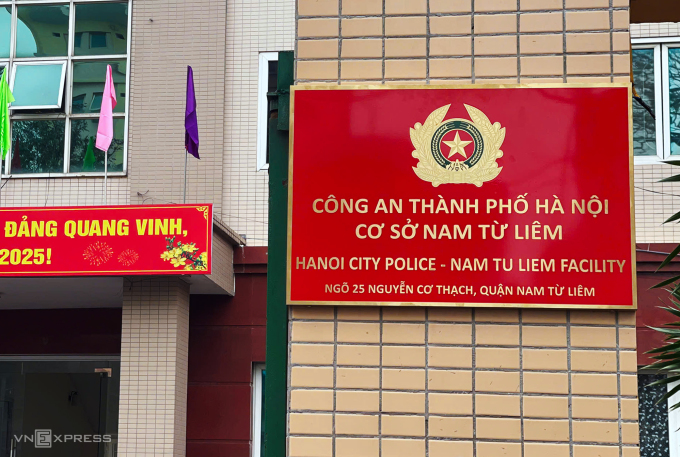 ĐẢNG QUANG VINH,
2025!
CÔNG AN THÀNH PHỐ HÀ NỘI
CƠ SỞ NAM TỪ LIÊM
HANOI CITY POLICE - NAM TU LIEM FACILITY
NGÕ 25 NGUYỄN CƠ THẠCH, QUẬN NAM TỪ LIÊM
VNEXPRESS